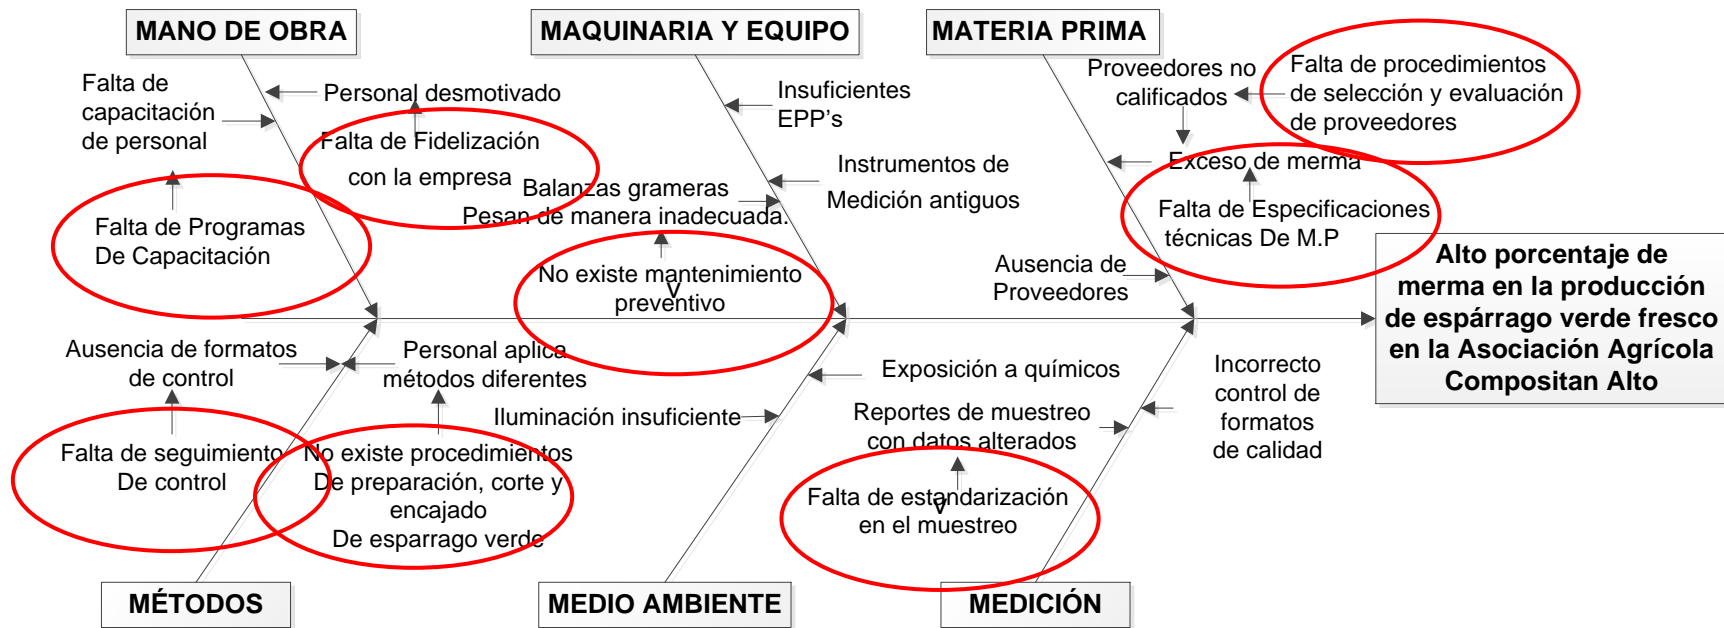 MANO DE OBRA
MAQUINARIA Y EQUIPO
MATERIA PRIMA
Falta de
capacitación
de personal
Personal desmotivado
Falta de Fidelización
con la empresa
Falta de Programas
De Capacitación
Insuficientes
EPP's
Instrumentos de
Medición antiguos
Balanzas grameras
Pesan de manera inadecuada.
No existe mantenimiento
v
preventivo
Proveedores no
calificados
Falta de procedimientos
de selección y evaluación
de proveedores
Exceso de merma
Falta de Especificaciones
técnicas De M.P
Ausencia de
Proveedores
Alto porcentaje de
merma en la producción
de espárrago verde fresco
en la Asociación Agrícola
Compositan Alto
Ausencia de formatos
de control
Personal aplica
métodos diferentes
Falta de seguimiento
De control
No existe procedimientos
De preparación, corte y
encajado
De esparrago verde
Exposición a químicos
Iluminación insuficiente
Reportes de muestreo
con datos alterados
Falta de estandarización
v
en el muestreo
Incorrecto
control de
formatos
de calidad
MÉTODOS
MEDIO AMBIENTE
MEDICIÓN